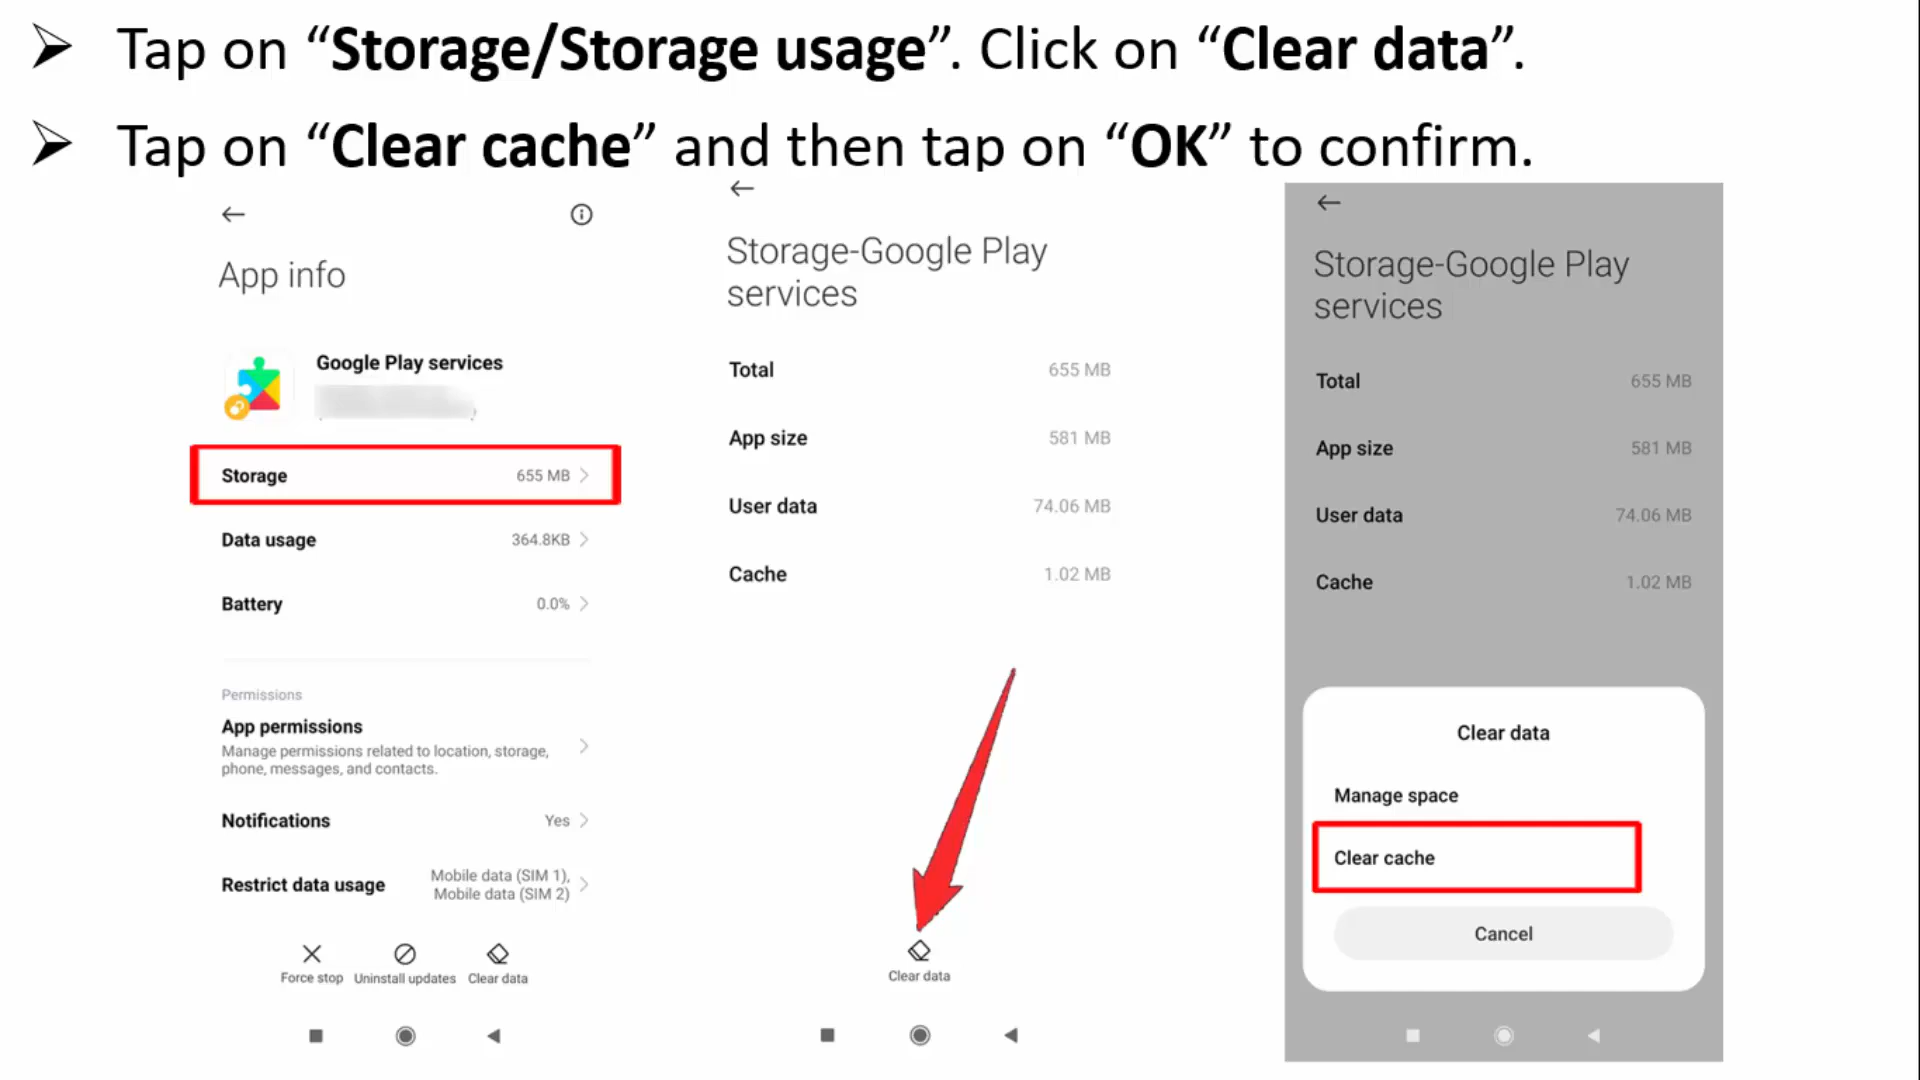 Tap on “Storage/Storage usage”. Click on “Clear data”.
Tap on “Clear cache” and then tap on “OK” to confirm.
App info
Google Play services
Storage 655 MB
Data usage 364.8KB
Battery 0.0%
Permissions
App permissions
Manage permissions related to location, storage,
phone, messages, and contacts.
Notifications Yes
Restrict data usage Mobile data (SIM 1),
Mobile data (SIM 2)
Force stop Uninstall updates Clear data
Storage-Google Play
services
Total 655 MB
App size 581 MB
User data 74.06 MB
Cache 1.02 MB
Clear data
Storage-Google Play
services
Total 655 MB
App size 581 MB
User data 74.06 MB
Cache 1.02 MB
Clear data
Manage space
Clear cache
Cancel